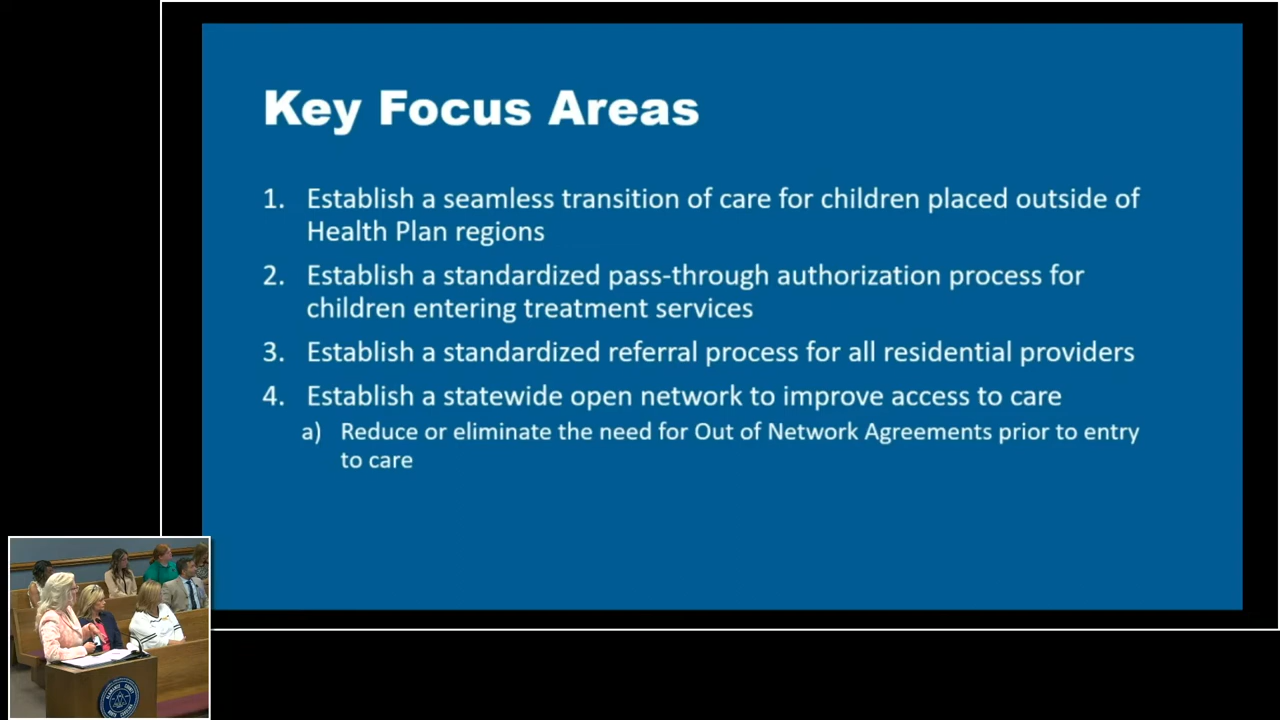 Key Focus Areas
1. Establish a seamless transition of care for children placed outside of
Health Plan regions
2. Establish a standardized pass-through authorization process for
children entering treatment services
3. Establish a standardized referral process for all residential providers
4. Establish a statewide open network to improve access to care
a) Reduce or eliminate the need for Out of Network Agreements prior to entry
to care